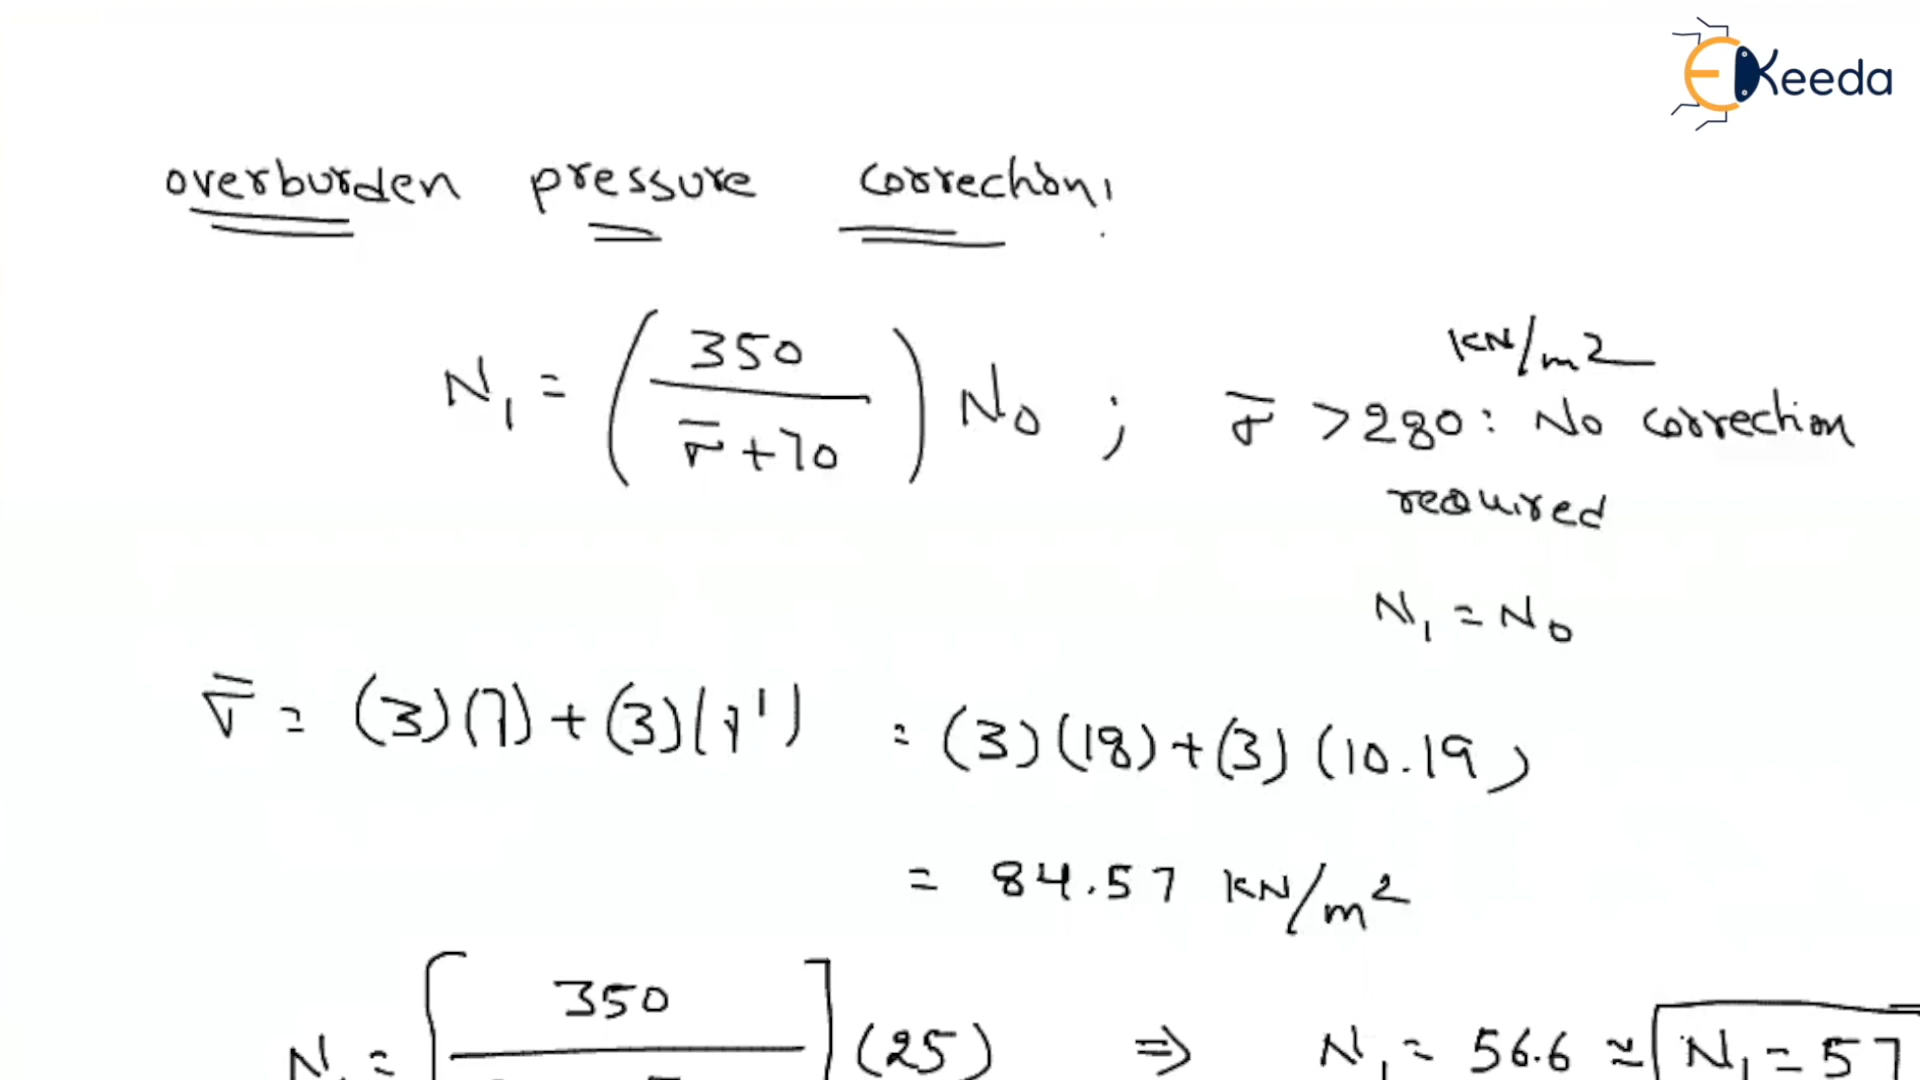 EKeeda
overburden pressure correction:
N₁ = (350 / (σ̄ + 70)) N₀ ; σ̄ > 280 : No correction required
kN/m²
N₁ = N₀
σ̄ = (3)(γ) + (3)(γ') = (3)(18) + (3)(10.19)
= 84.57 kN/m²
N₁ = [350 / ] (25) ⇒ N₁ = 56.6 ≈ N₁ = 57